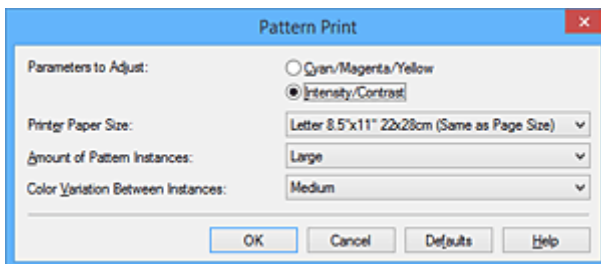 Pattern Print
Parameters to Adjust:
Cyan/Magenta/Yellow
Intensity/Contrast
Printer Paper Size:
Letter 8.5"x11" 22x28cm (Same as Page Size)
Amount of Pattern Instances:
Large
Color Variation Between Instances:
Medium
OK Cancel Defaults Help